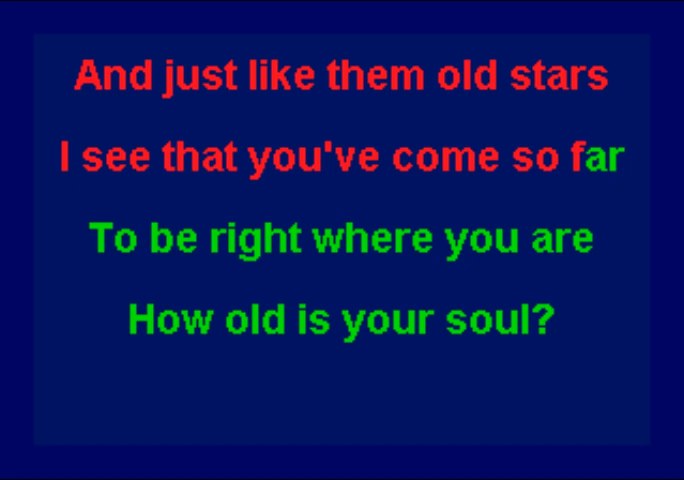 And just like them old stars
I see that you've come so far
To be right where you are
How old is your soul?